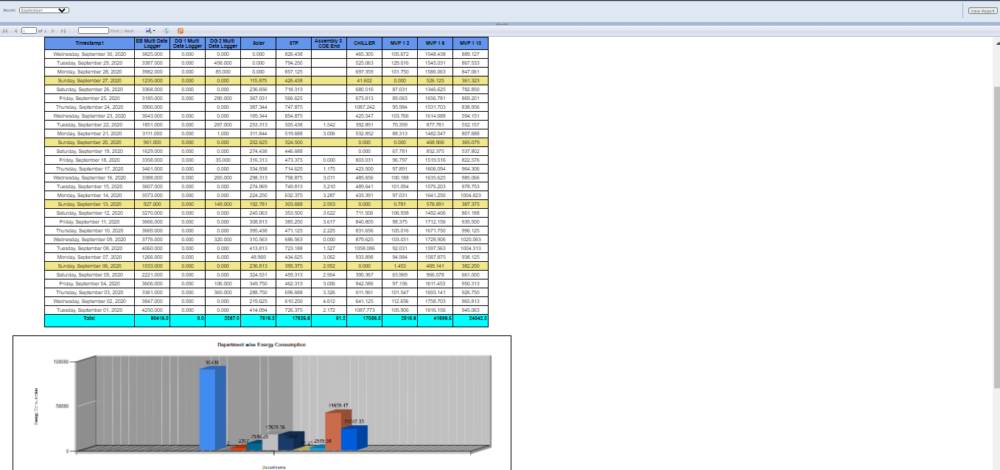 Month September View Report
1 of 1 Find | Next
Timestamp1 EB Multi Data Logger DG 1 Multi Data Logger DG 2 Multi Data Logger Solar STP Assembly 3 COE End CHILLER MVP 1 2 MVP 1 6 MVP 1 13
Wednesday, September 30, 2020 3825.000 0.000 0.000 0.000 826.438 465.305 105.672 1548.438 889.127
Tuesday, September 29, 2020 3387.000 0.000 458.000 0.000 794.250 525.063 129.016 1545.031 867.533
Monday, September 28, 2020 3982.000 0.000 85.000 0.000 857.125 697.359 101.750 1586.063 847.061
Sunday, September 27, 2020 1235.000 0.000 0.000 115.875 426.438 41.602 0.000 526.125 361.323
Saturday, September 26, 2020 3368.000 0.000 0.000 236.656 718.313 680.516 87.031 1346.625 782.850
Friday, September 25, 2020 3185.000 0.000 290.000 367.031 566.625 673.813 89.063 1656.781 869.201
Thursday, September 24, 2020 3900.000 0.000 387.344 747.875 1087.242 95.984 1531.703 838.956
Wednesday, September 23, 2020 3643.000 0.000 0.000 169.344 854.875 425.547 103.766 1614.688 594.151
Tuesday, September 22, 2020 1851.000 0.000 287.000 253.313 505.438 1.542 392.891 70.359 877.781 552.157
Monday, September 21, 2020 3111.000 0.000 1.000 311.844 519.688 3.006 532.852 88.313 1482.047 807.688
Sunday, September 20, 2020 961.000 0.000 0.000 202.625 324.500 0.000 0.000 468.906 365.079
Saturday, September 19, 2020 1629.000 0.000 0.000 274.438 446.688 0.000 67.781 852.375 537.802
Friday, September 18, 2020 3358.000 0.000 35.000 316.313 473.375 0.000 803.031 96.797 1519.516 822.576
Thursday, September 17, 2020 3461.000 0.000 0.000 334.938 714.625 1.175 423.500 97.891 1606.094 964.306
Wednesday, September 16, 2020 3388.000 0.000 265.000 298.313 758.875 3.011 485.656 100.188 1635.625 985.066
Tuesday, September 15, 2020 3607.000 0.000 0.000 274.969 749.813 3.210 489.641 101.094 1576.203 978.753
Monday, September 14, 2020 3573.000 0.000 0.000 224.250 632.375 3.287 433.391 97.031 1641.250 1004.823
Sunday, September 13, 2020 927.000 0.000 149.000 192.781 303.688 2.953 0.000 0.781 578.891 387.375
Saturday, September 12, 2020 3270.000 0.000 0.000 245.063 353.500 3.622 711.500 106.938 1492.406 861.188
Friday, September 11, 2020 3666.000 0.000 0.000 308.813 385.250 3.617 840.805 98.375 1712.156 935.500
Thursday, September 10, 2020 3669.000 0.000 0.000 395.438 471.125 2.225 831.656 105.016 1671.750 996.125
Wednesday, September 09, 2020 3776.000 0.000 320.000 310.563 686.563 0.000 879.625 103.031 1728.906 1020.063
Tuesday, September 08, 2020 4060.000 0.000 0.000 413.813 723.188 1.527 1058.086 92.031 1597.563 1004.313
Monday, September 07, 2020 1266.000 0.000 6.000 48.969 434.625 3.062 933.898 94.984 1587.875 938.125
Sunday, September 06, 2020 1033.000 0.000 0.000 236.813 395.375 2.952 0.000 1.453 469.141 382.250
Saturday, September 05, 2020 2221.000 0.000 0.000 324.531 459.313 2.904 390.367 63.969 966.078 661.000
Friday, September 04, 2020 3606.000 0.000 106.000 349.750 462.313 3.006 942.586 97.156 1611.453 950.313
Thursday, September 03, 2020 3361.000 0.000 365.000 288.750 696.688 3.326 611.961 101.547 1693.141 926.750
Wednesday, September 02, 2020 3847.000 0.000 0.000 219.625 610.250 4.612 641.125 112.656 1758.703 965.813
Tuesday, September 01, 2020 4250.000 0.000 0.000 414.094 726.375 2.172 1087.773 105.906 1816.156 945.063
Total 90416.0 0.0 2367.0 7516.3 17625.6 51.2 17036.8 2515.6 41699.5 24042.3
Department wise Energy Consumption
100000
50000
0
Energy Consumption
90416
2367
7516.25
17625.56
2515.58
41699.47
24042.33
Departments